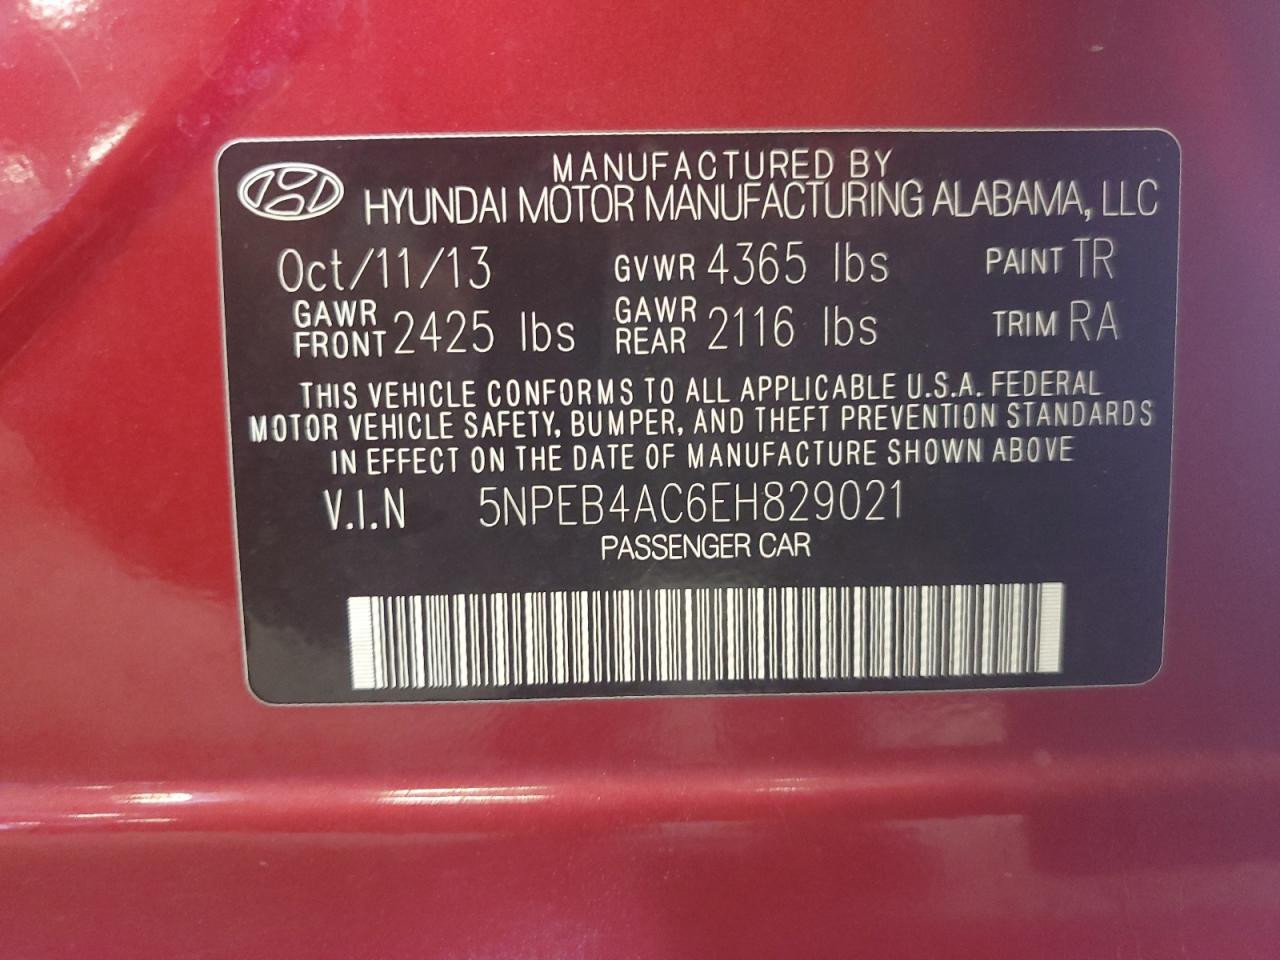 MANUFACTURED BY
HYUNDAI MOTOR MANUFACTURING ALABAMA, LLC
Oct/11/13 GVWR 4365 lbs PAINT TR
GAWR FRONT 2425 lbs GAWR REAR 2116 lbs TRIM RA
THIS VEHICLE CONFORMS TO ALL APPLICABLE U.S.A. FEDERAL
MOTOR VEHICLE SAFETY, BUMPER, AND THEFT PREVENTION STANDARDS
IN EFFECT ON THE DATE OF MANUFACTURE SHOWN ABOVE
V.I.N 5NPEB4AC6EH829021
PASSENGER CAR